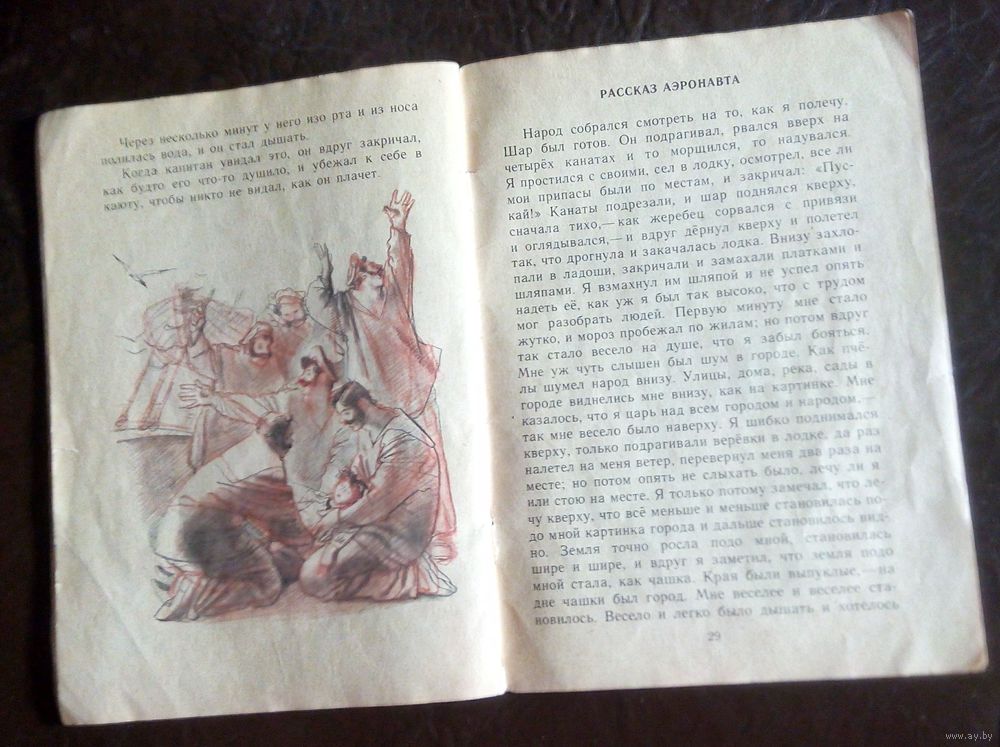 Через несколько минут у него изо рта и из носа
полилась вода, и он стал дышать.
Когда капитан увидал это, он вдруг закричал,
как будто его что-то душило, и убежал к себе в
каюту, чтобы никто не видал, как он плачет.
РАССКАЗ АЭРОНАВТА
Народ собрался смотреть на то, как я полечу.
Шар был готов. Он подрагивал, рвался вверх на
четырёх канатах и то морщился, то надувался.
Я простился с своими, сел в лодку, осмотрел, все ли
мои припасы были по местам, и закричал: «Пус-
кай!» Канаты подрезали, и шар поднялся кверху,
сначала тихо,— как жеребец сорвался с привязи
и оглядывался,— и вдруг дёрнул кверху и полетел
так, что дрогнула и закачалась лодка. Внизу захло-
пали в ладоши, закричали и замахали платками и
шляпами. Я взмахнул им шляпой и не успел опять
надеть её, как уж я был так высоко, что с трудом
мог разобрать людей. Первую минуту мне стало
жутко, и мороз пробежал по жилам; но потом вдруг
так стало весело на душе, что я забыл бояться.
Мне уж чуть слышен был шум в городе. Как пчё-
лы шумел народ внизу. Улицы, дома, река, сады в
городе виднелись мне внизу, как на картинке. Мне
казалось, что я царь над всем городом и народом,—
так мне весело было наверху. Я шибко поднимался
кверху, только подрагивали верёвки в лодке, да раз
налетел на меня ветер, перевернул меня два раза на
месте; но потом опять не слыхать было, лечу ли я
или стою на месте. Я только потому замечал, что ле-
чу кверху, что всё меньше и меньше становилась по-
до мной картинка города и дальше становилось вид-
но. Земля точно росла подо мной, становилась
шире и шире, и вдруг я заметил, что земля подо
мной стала, как чашка. Края были выпуклые,— на
дне чашки был город. Мне веселее и веселее ста-
новилось. Весело и легко было дышать и хотелось
29
www.ay.by